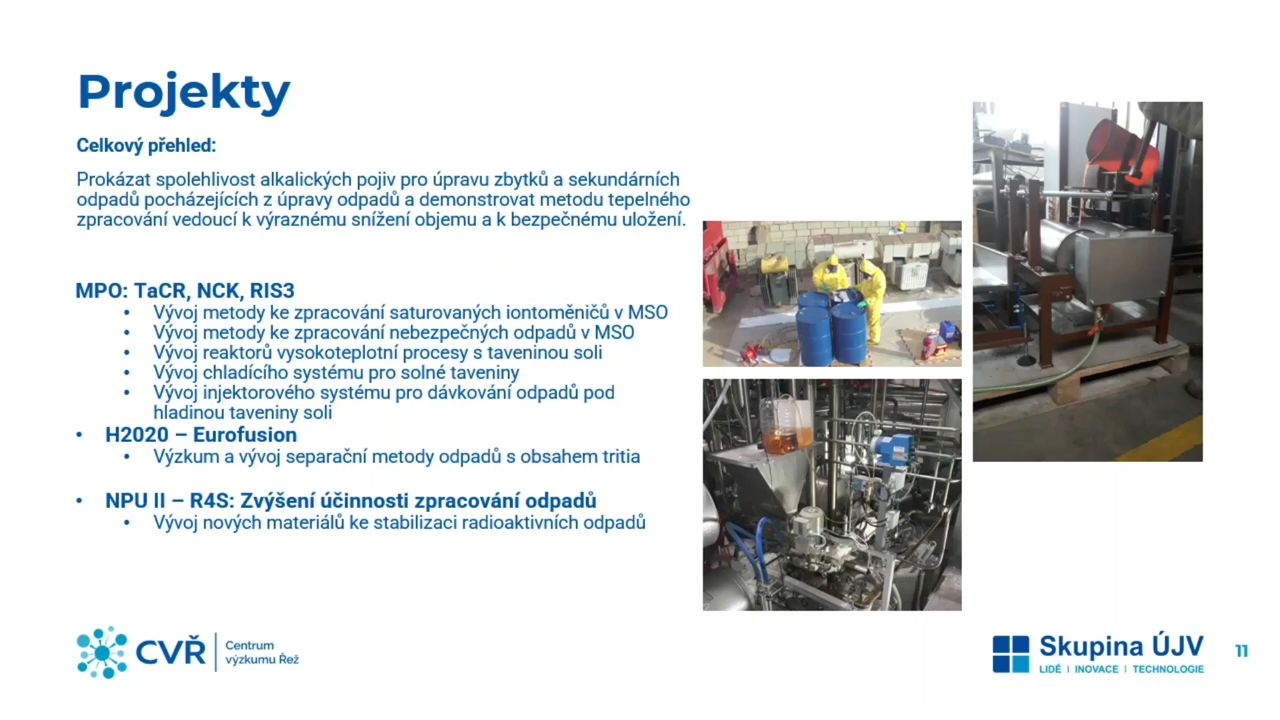 Projekty
Celkový přehled:
Prokázat spolehlivost alkalických pojiv pro úpravu zbytků a sekundárních
odpadů pocházejících z úpravy odpadů a demonstrovat metodu tepelného
zpracování vedoucí k výraznému snížení objemu a k bezpečnému uložení.
MPO: TaCR, NCK, RIS3
• Vývoj metody ke zpracování saturovaných iontoměničů v MSO
• Vývoj metody ke zpracování nebezpečných odpadů v MSO
• Vývoj reaktorů vysokoteplotní procesy s taveninou soli
• Vývoj chladícího systému pro solné taveniny
• Vývoj injektorového systému pro dávkování odpadů pod
hladinou taveniny soli
• H2020 – Eurofusion
• Výzkum a vývoj separační metody odpadů s obsahem tritia
• NPU II – R4S: Zvýšení účinnosti zpracování odpadů
• Vývoj nových materiálů ke stabilizaci radioaktivních odpadů
CVŘ
Centrum
výzkumu Řež
Skupina ÚJV
LIDÉ | INOVACE | TECHNOLOGIE
11